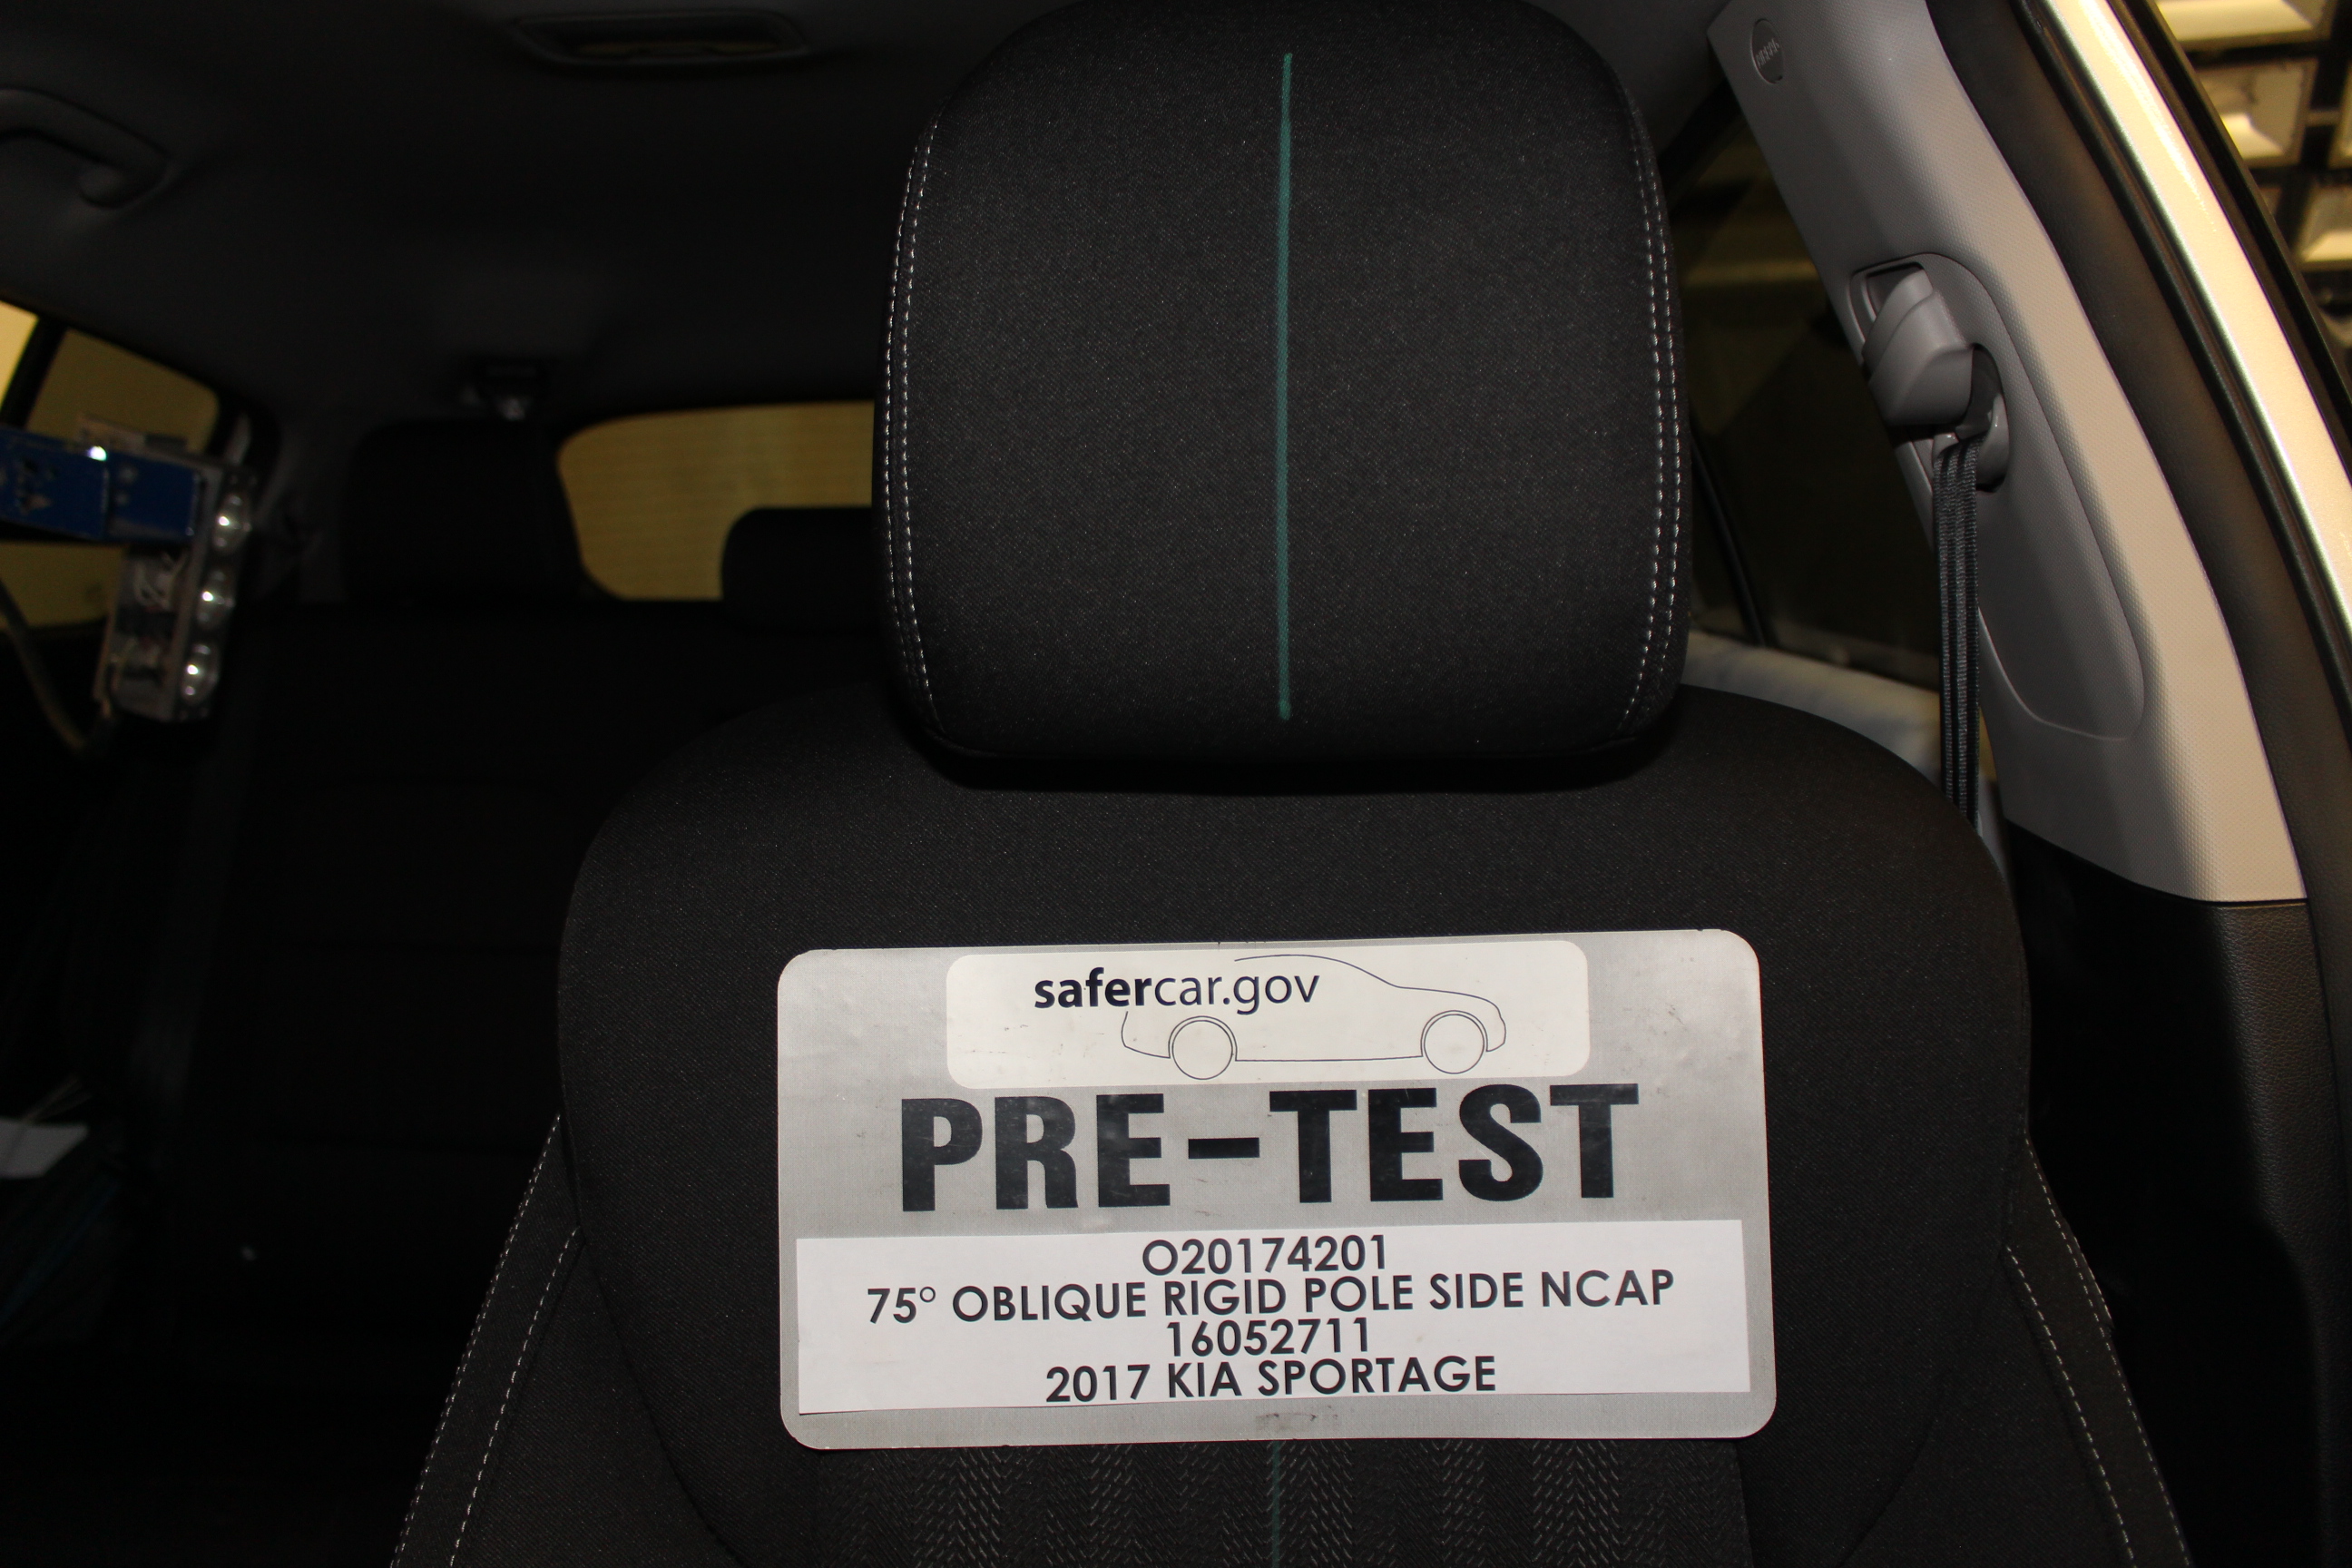 safercar.gov
PRE-TEST
O20174201
75° OBLIQUE RIGID POLE SIDE NCAP
16052711
2017 KIA SPORTAGE